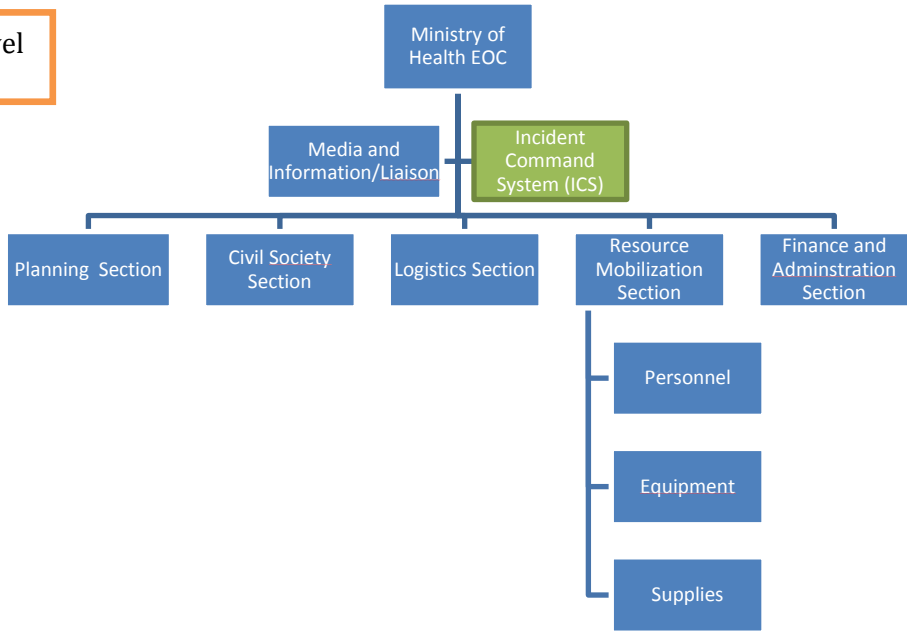 Ministry of
Health EOC
Media and
Information/Liaison
Incident
Command
System (ICS)
Planning Section
Civil Society
Section
Logistics Section
Resource
Mobilization
Section
Finance and
Adminstration
Section
Personnel
Equipment
Supplies